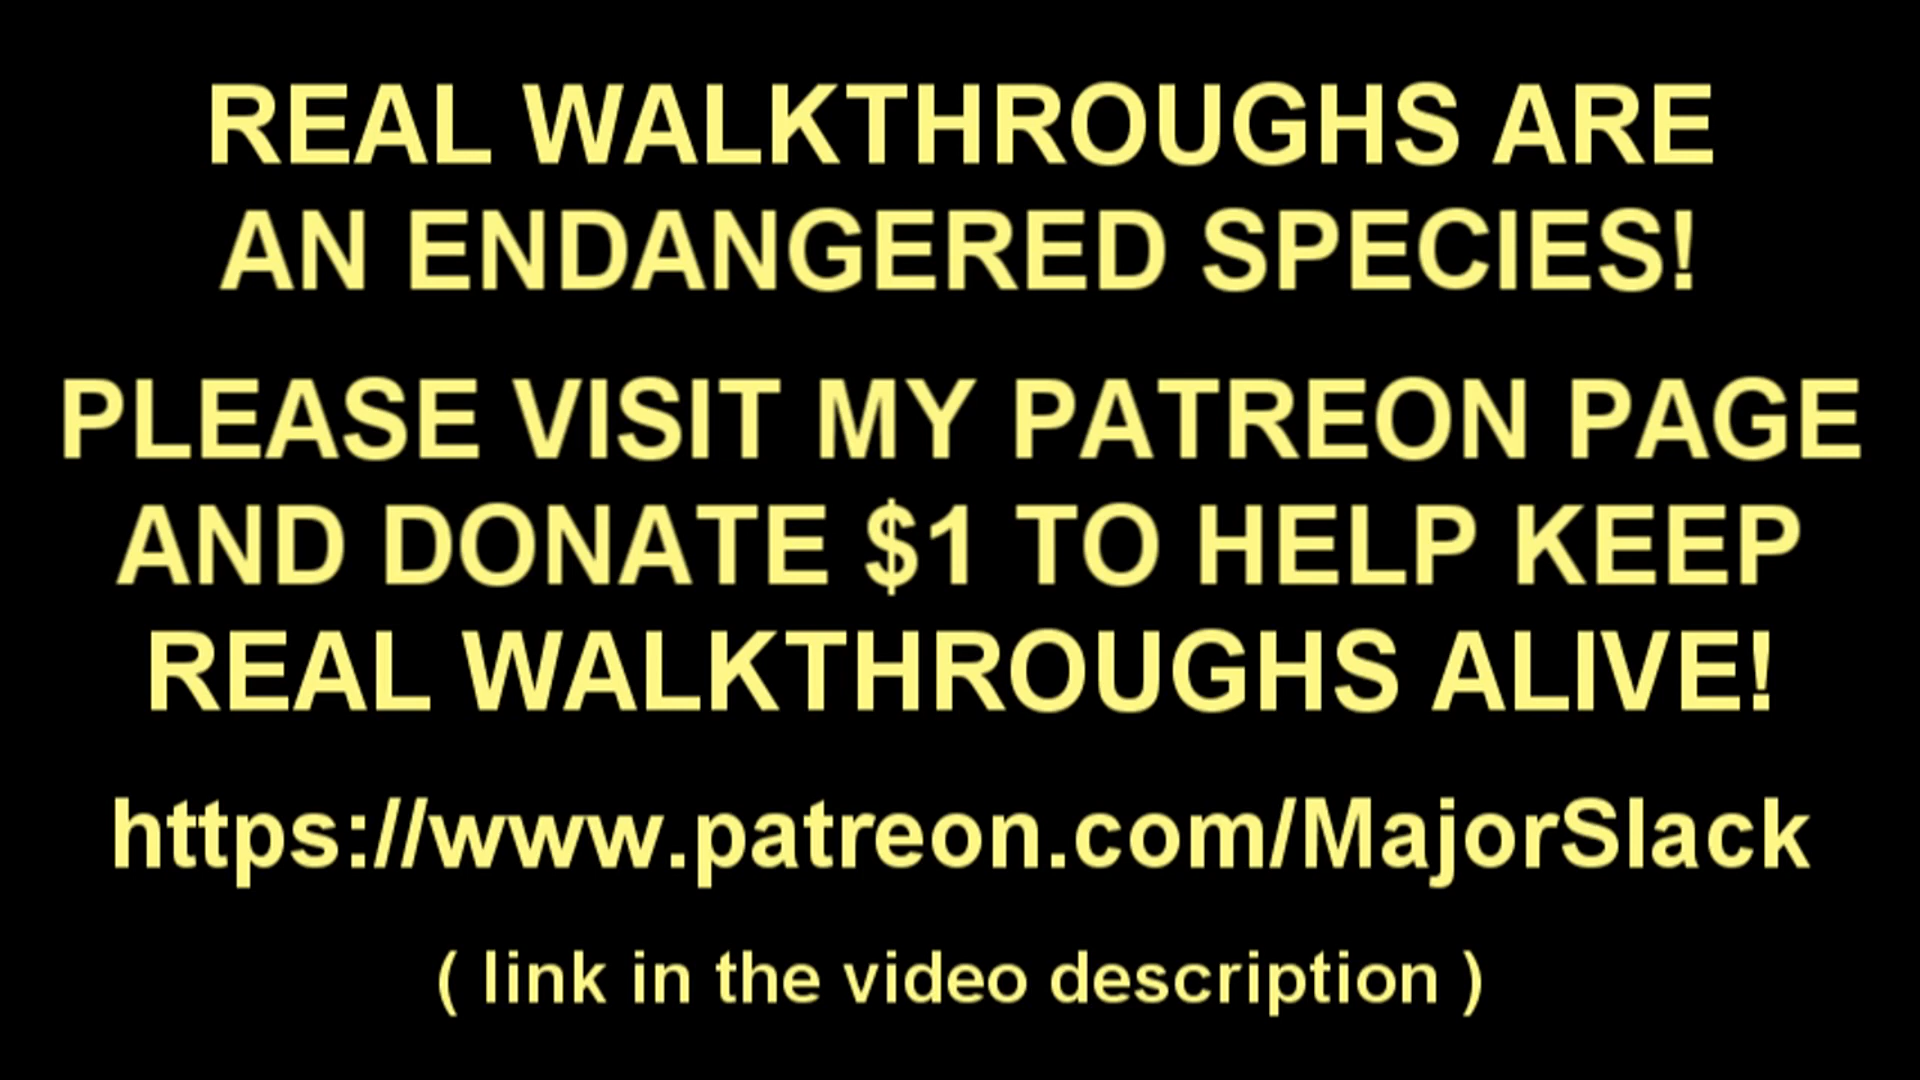 REAL WALKTHROUGHS ARE
AN ENDANGERED SPECIES!
PLEASE VISIT MY PATREON PAGE
AND DONATE $1 TO HELP KEEP
REAL WALKTHROUGHS ALIVE!
https://www.patreon.com/MajorSlack
( link in the video description )